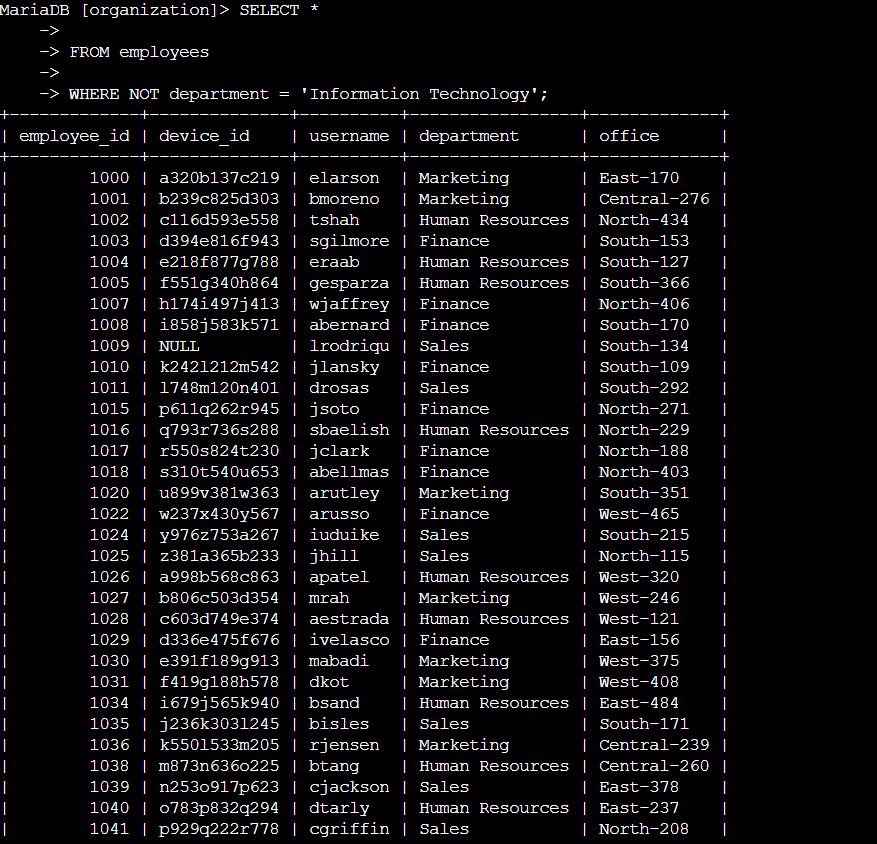 MariaDB [organization]> SELECT *
    ->
    -> FROM employees
    ->
    -> WHERE NOT department = 'Information Technology';
+-------------+--------------+----------+-----------------+-------------+
| employee_id | device_id    | username | department      | office      |
+-------------+--------------+----------+-----------------+-------------+
|        1000 | a320b137c219 | elarson  | Marketing       | East-170    |
|        1001 | b239c825d303 | bmoreno  | Marketing       | Central-276 |
|        1002 | c116d593e558 | tshah    | Human Resources | North-434   |
|        1003 | d394e816f943 | sgilmore | Finance         | South-153   |
|        1004 | e218f877g788 | eraab    | Human Resources | South-127   |
|        1005 | f551g340h864 | gesparza | Human Resources | South-366   |
|        1007 | h174i497j413 | wjaffrey | Finance         | North-406   |
|        1008 | i858j583k571 | abernard | Finance         | South-170   |
|        1009 | NULL         | lrodriqu | Sales           | South-134   |
|        1010 | k242l212m542 | jlansky  | Finance         | South-109   |
|        1011 | l748m120n401 | drosas   | Sales           | South-292   |
|        1015 | p611q262r945 | jsoto    | Finance         | North-271   |
|        1016 | q793r736s288 | sbaelish | Human Resources | North-229   |
|        1017 | r550s824t230 | jclark   | Finance         | North-188   |
|        1018 | s310t540u653 | abellmas | Finance         | North-403   |
|        1020 | u899v381w363 | arutley  | Marketing       | South-351   |
|        1022 | w237x430y567 | arusso   | Finance         | West-465    |
|        1024 | y976z753a267 | iuduike  | Sales           | South-215   |
|        1025 | z381a365b233 | jhill    | Sales           | North-115   |
|        1026 | a998b568c863 | apatel   | Human Resources | West-320    |
|        1027 | b806c503d354 | mrah     | Marketing       | West-246    |
|        1028 | c603d749e374 | aestrada | Human Resources | West-121    |
|        1029 | d336e475f676 | ivelasco | Finance         | East-156    |
|        1030 | e391f189g913 | mabadi   | Marketing       | West-375    |
|        1031 | f419g188h578 | dkot     | Marketing       | West-408    |
|        1034 | i679j565k940 | bsand    | Human Resources | East-484    |
|        1035 | j236k303l245 | bisles   | Sales           | South-171   |
|        1036 | k550l533m205 | rjensen  | Marketing       | Central-239 |
|        1038 | m873n636o225 | btang    | Human Resources | Central-260 |
|        1039 | n253o917p623 | cjackson | Sales           | East-378    |
|        1040 | o783p832q294 | dtarly   | Human Resources | East-237    |
|        1041 | p929q222r778 | cgriffin | Sales           | North-208   |